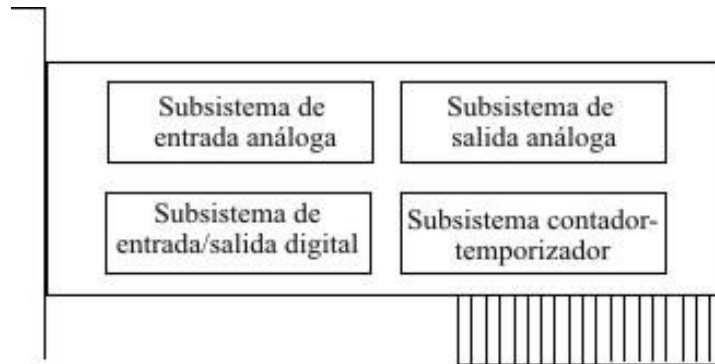 Subsistema de
entrada análoga
Subsistema de
salida análoga
Subsistema de
entrada/salida digital
Subsistema contador-
temporizador